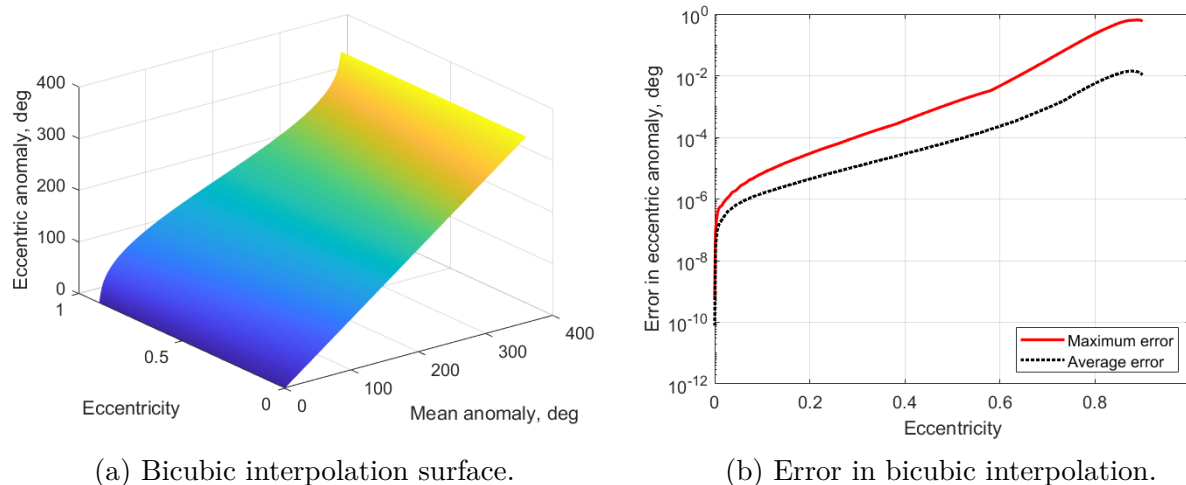 400
300
200
100
0
Eccentric anomaly, deg
1
0.5
0
Eccentricity
0
100
200
300
400
Mean anomaly, deg
(a) Bicubic interpolation surface.
10^0
10^-2
10^-4
10^-6
10^-8
10^-10
10^-12
Error in eccentric anomaly, deg
Maximum error
Average error
0
0.2
0.4
0.6
0.8
Eccentricity
(b) Error in bicubic interpolation.